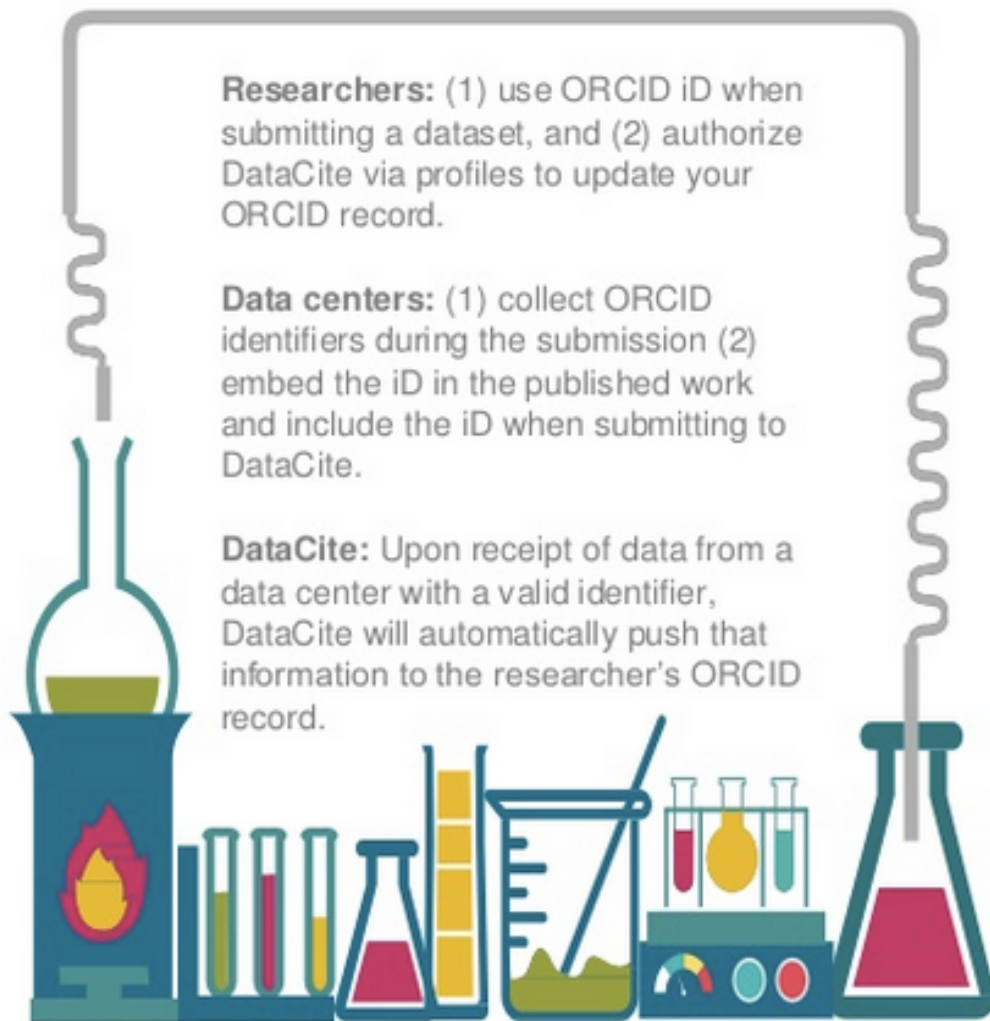 Researchers: (1) use ORCID iD when
submitting a dataset, and (2) authorize
DataCite via profiles to update your
ORCID record.
Data centers: (1) collect ORCID
identifiers during the submission (2)
embed the iD in the published work
and include the iD when submitting to
DataCite.
DataCite: Upon receipt of data from a
data center with a valid identifier,
DataCite will automatically push that
information to the researcher's ORCID
record.